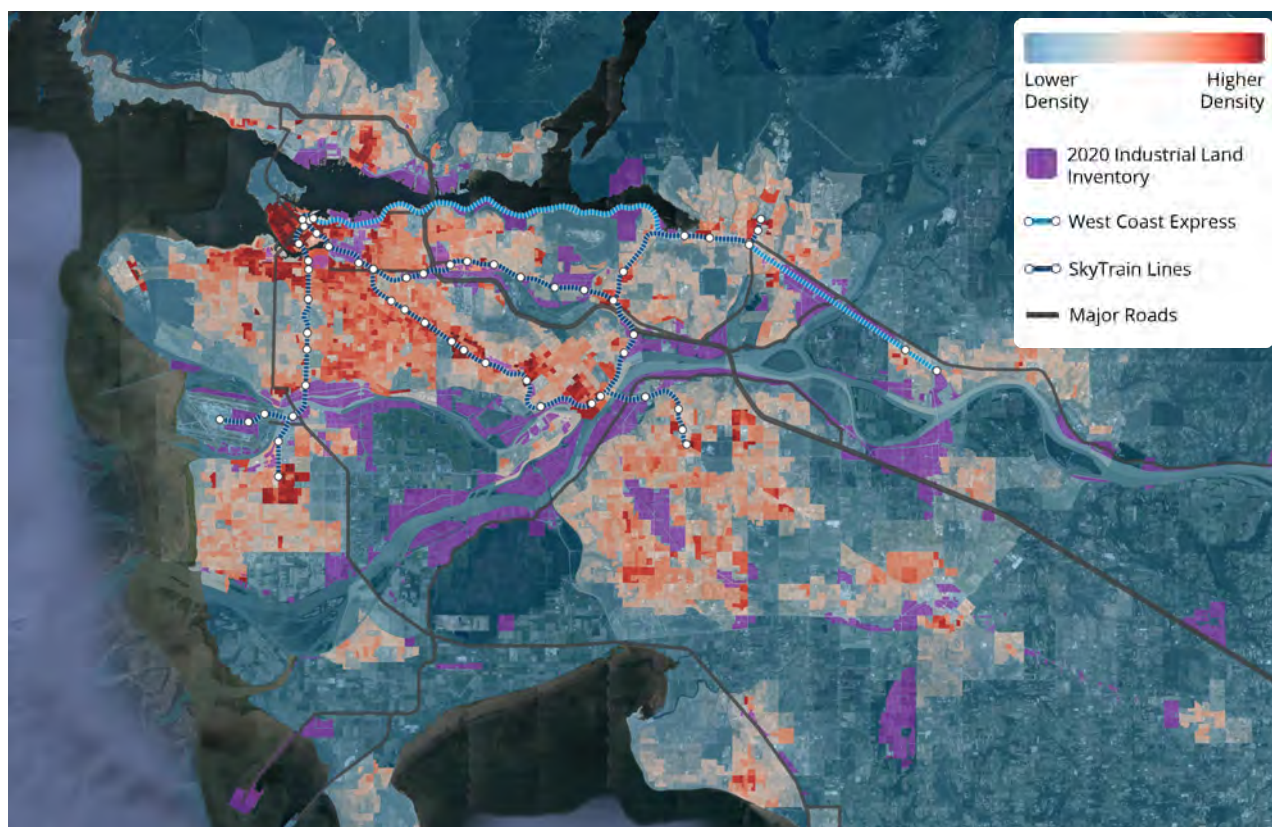 Lower
Density
Higher
Density
2020 Industrial Land
Inventory
West Coast Express
SkyTrain Lines
Major Roads